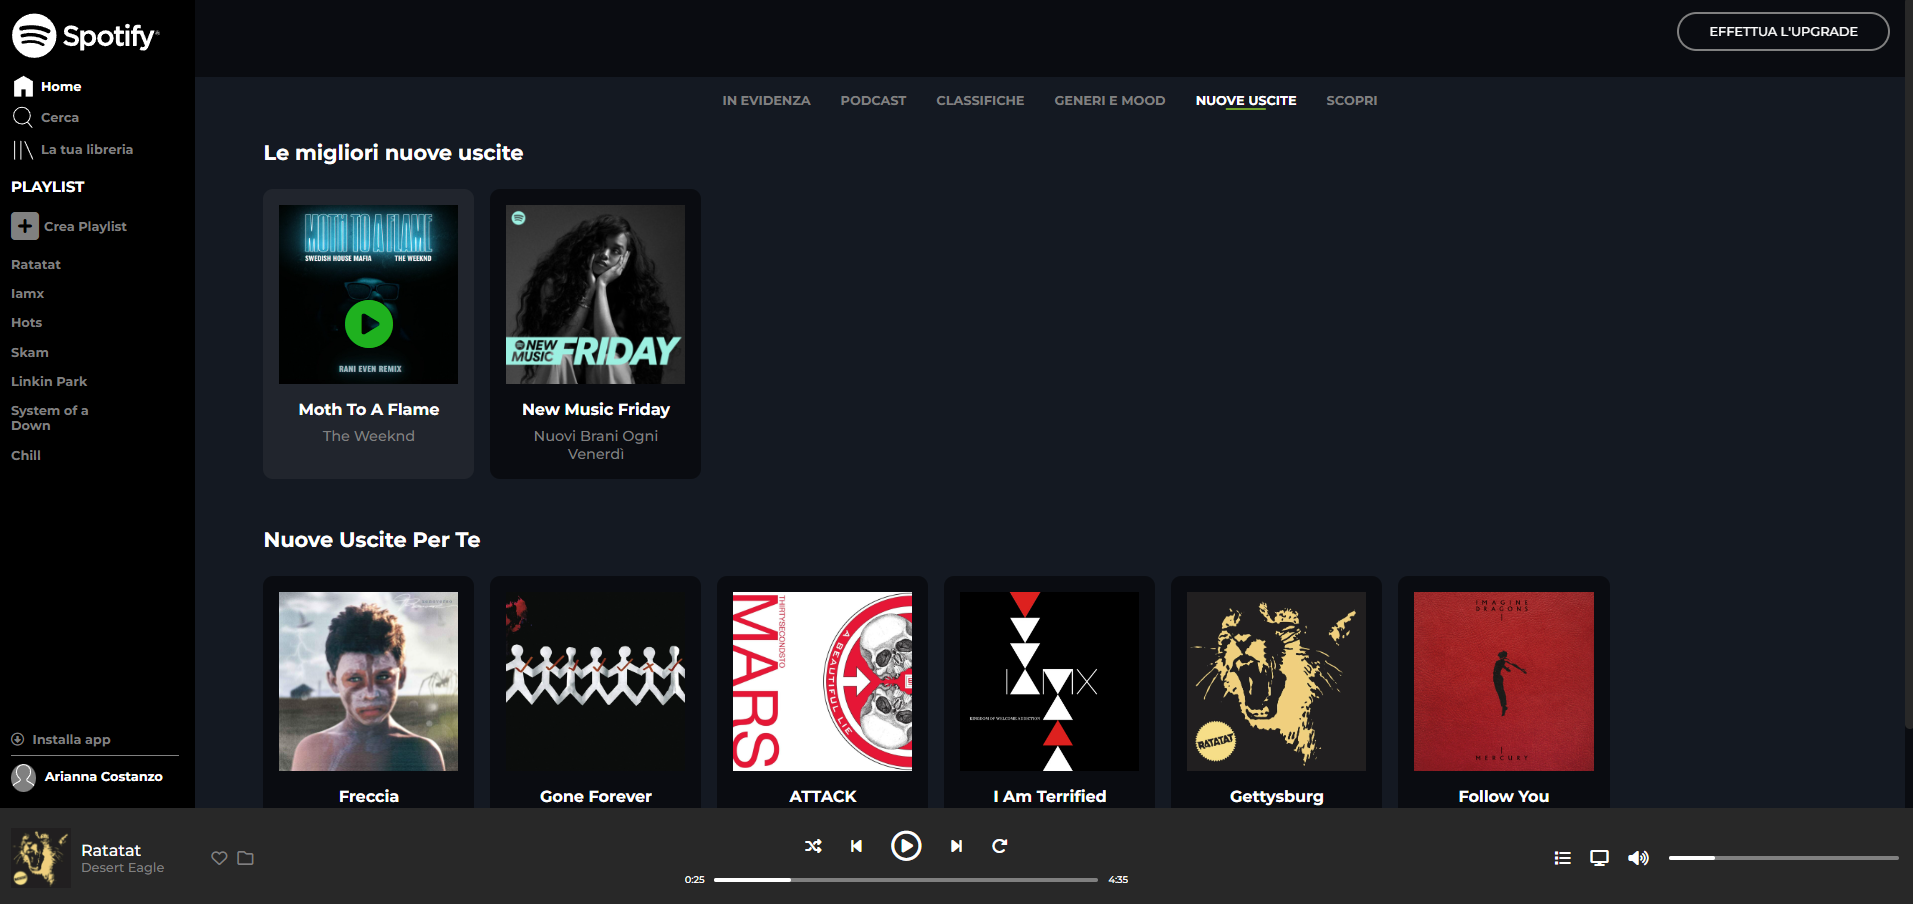 Spotify
EFFETTUA L'UPGRADE
Home
Cerca
La tua libreria
PLAYLIST
Crea Playlist
Ratatat
Iamx
Hots
Skam
Linkin Park
System of a
Down
Chill
Installa app
Arianna Costanzo
IN EVIDENZA PODCAST CLASSIFICHE GENERI E MOOD NUOVE USCITE SCOPRI
Le migliori nuove uscite
MOTH TO A FLAME
SWEDISH HOUSE MAFIA THE WEEKND
RANI EVEN REMIX
Moth To A Flame
The Weeknd
NEW
MUSIC FRIDAY
New Music Friday
Nuovi Brani Ogni
Venerdì
Nuove Uscite Per Te
Freccia
Gone Forever
THIRTYSECONDSTO
MARS
A BEAUTIFUL LIE
ATTACK
IAMX
KINGDOM OF WELCOME ADDICTION
I Am Terrified
RATATAT
Gettysburg
IMAGINE
DRAGONS
MERCURY
Follow You
Ratatat
Desert Eagle
0:25
4:35